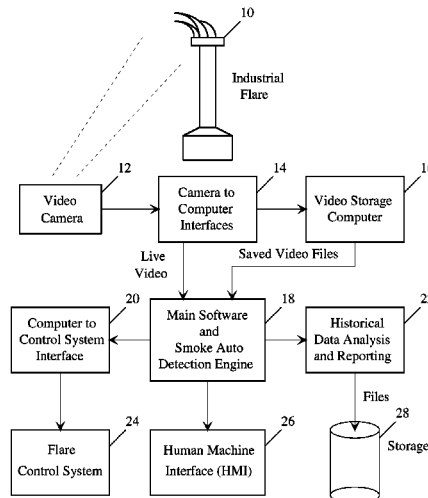 10
Industrial
Flare
12
14
Video
Camera
Camera to
Computer
Interfaces
Video Storage
Computer
Live
Video
Saved Video Files
20
18
Computer to
Control System
Interface
Main Software
and
Smoke Auto
Detection Engine
Historical
Data Analysis
and Reporting
Files
24
26
28
Flare
Control System
Human Machine
Interface (HMI)
Storage